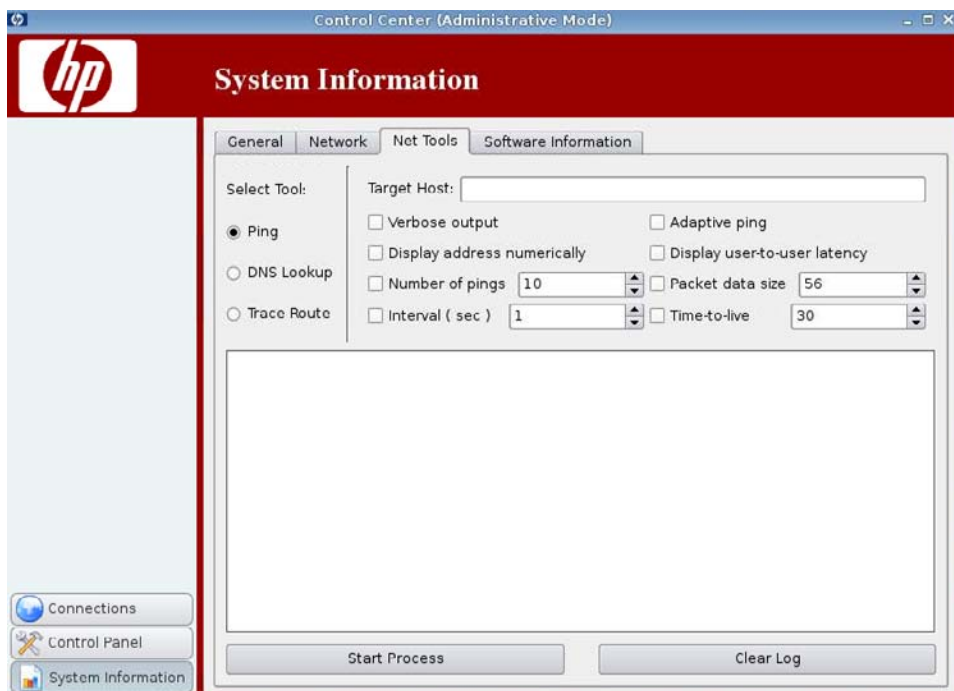 Control Center (Administrative Mode)
hp
System Information
General Network Net Tools Software Information
Select Tool:
Ping
DNS Lookup
Trace Route
Target Host:
Verbose output Adaptive ping
Display address numerically Display user-to-user latency
Number of pings 10 Packet data size 56
Interval ( sec ) 1 Time-to-live 30
Start Process Clear Log
Connections
Control Panel
System Information